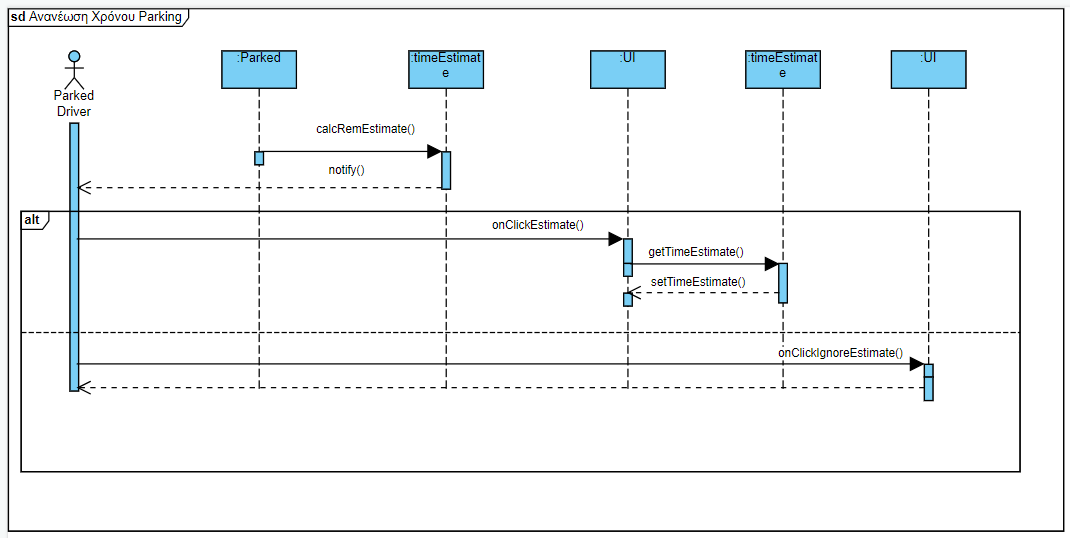 sd Ανανέωση Χρόνου Parking
Parked
Driver
:Parked
:timeEstimat
e
:UI
:timeEstimat
e
:UI
calcRemEstimate()
notify()
alt
onClickEstimate()
getTimeEstimate()
setTimeEstimate()
onClickIgnoreEstimate()